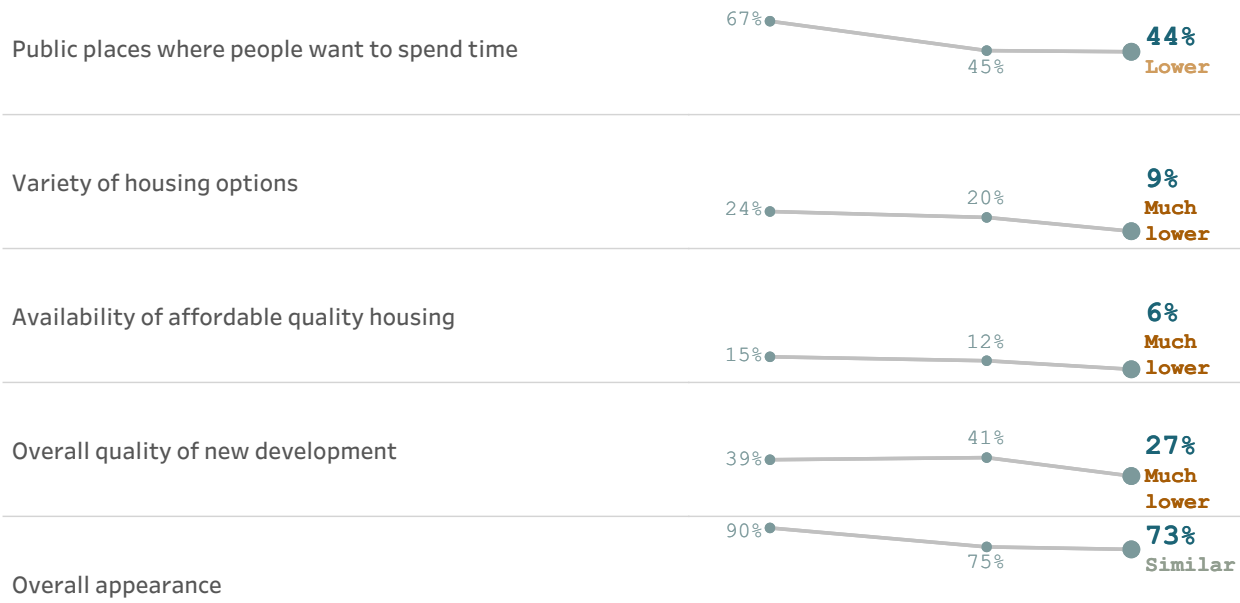 Public places where people want to spend time
67%
45%
44%
Lower
Variety of housing options
24%
20%
9%
Much
lower
Availability of affordable quality housing
15%
12%
6%
Much
lower
Overall quality of new development
39%
41%
27%
Much
lower
Overall appearance
90%
75%
73%
Similar